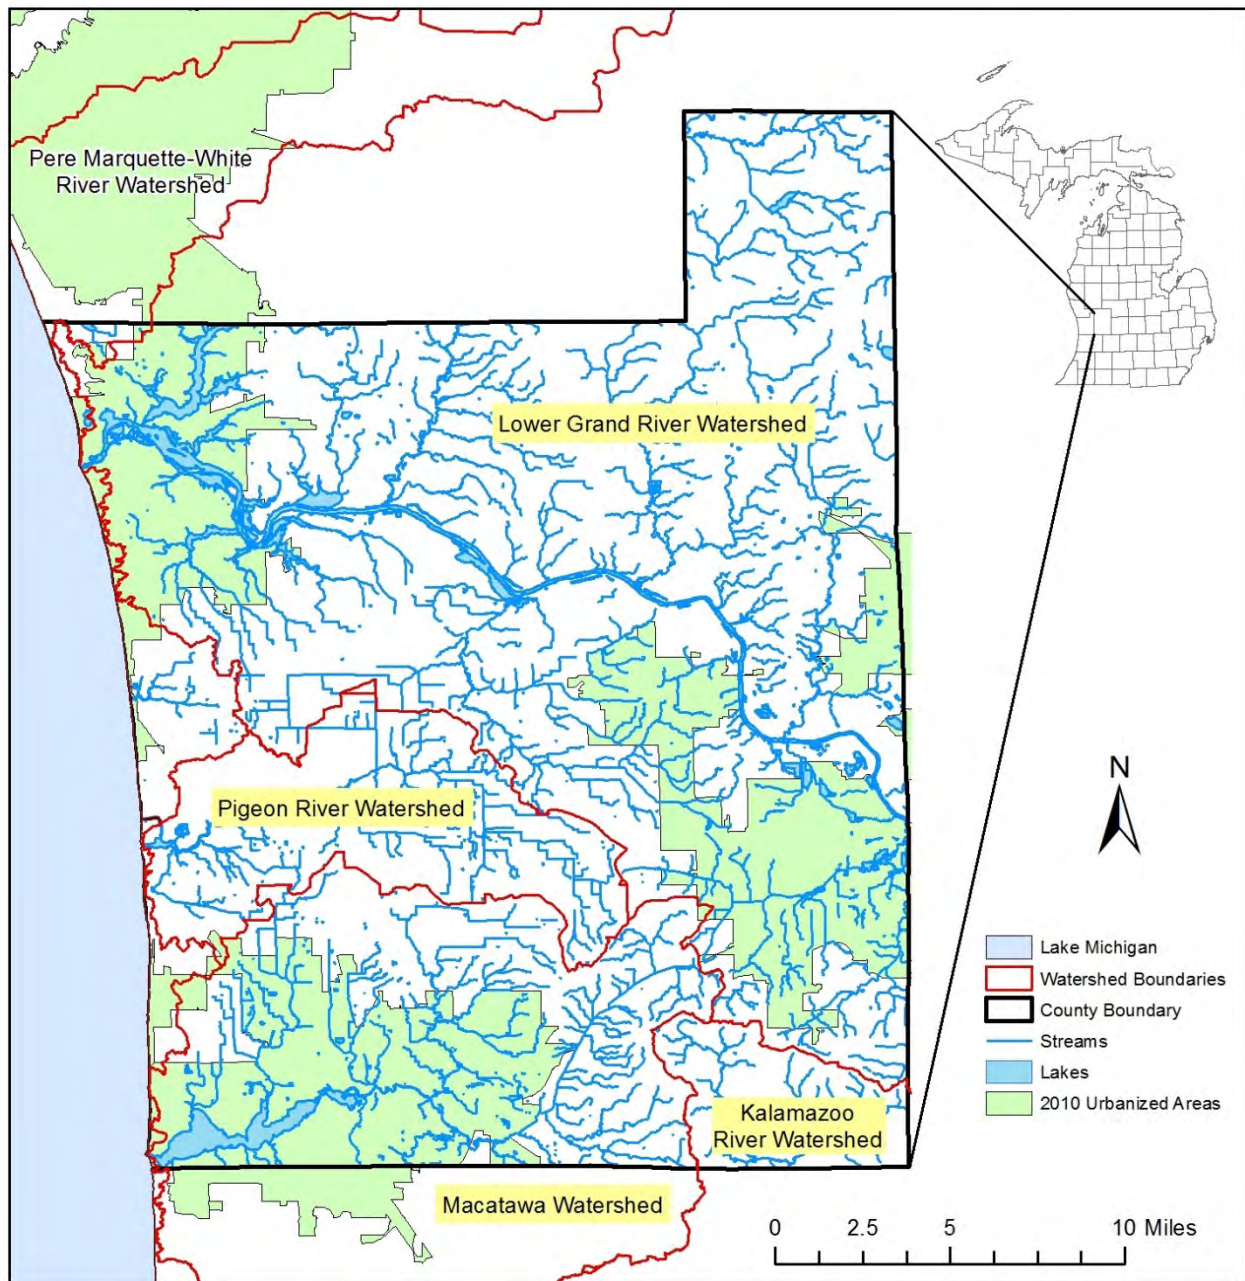 Pere Marquette-White
River Watershed
Lower Grand River Watershed
Pigeon River Watershed
Kalamazoo
River Watershed
Macatawa Watershed
N
Lake Michigan
Watershed Boundaries
County Boundary
Streams
Lakes
2010 Urbanized Areas
0 2.5 5 10 Miles